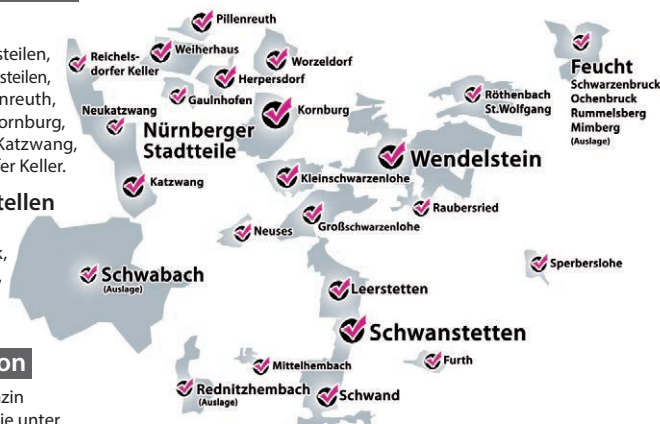 steilen,
steilen,
nreuth,
ornburg,
Katzwang,
fer Keller.
tellen
k,
on
zin
ie unter
Pillenreuth
Reichels-
dorfer Keller
Weiherhaus
Worzeldorf
Herpersdorf
Gaulnhofen
Neukatzwang
Kornburg
Nürnberger
Stadtteile
Katzwang
Feucht
Schwarzenbruck
Ochenbruck
Rummelsberg
Mimberg
(Auslage)
Röthenbach
St.Wolfgang
Wendelstein
Kleinschwarzenlohe
Raubersried
Großschwarzenlohe
Neuses
Schwabach
(Auslage)
Sperberslohe
Leerstetten
Schwanstetten
Mittelhembach
Furth
Rednitzhembach
(Auslage)
Schwand